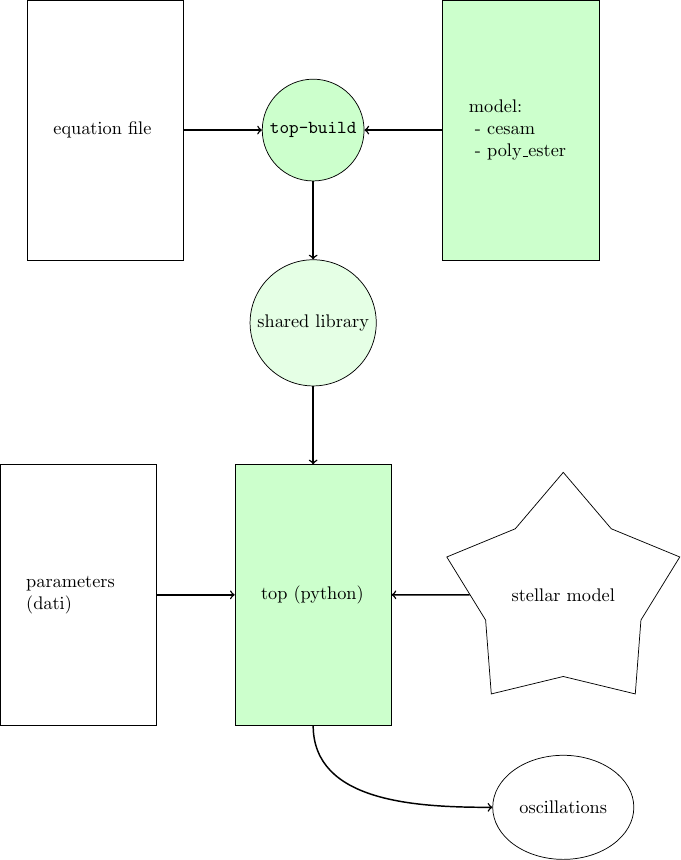 equation file
top-build
model:
- cesam
- poly_ester
shared library
parameters
(dati)
top (python)
stellar model
oscillations